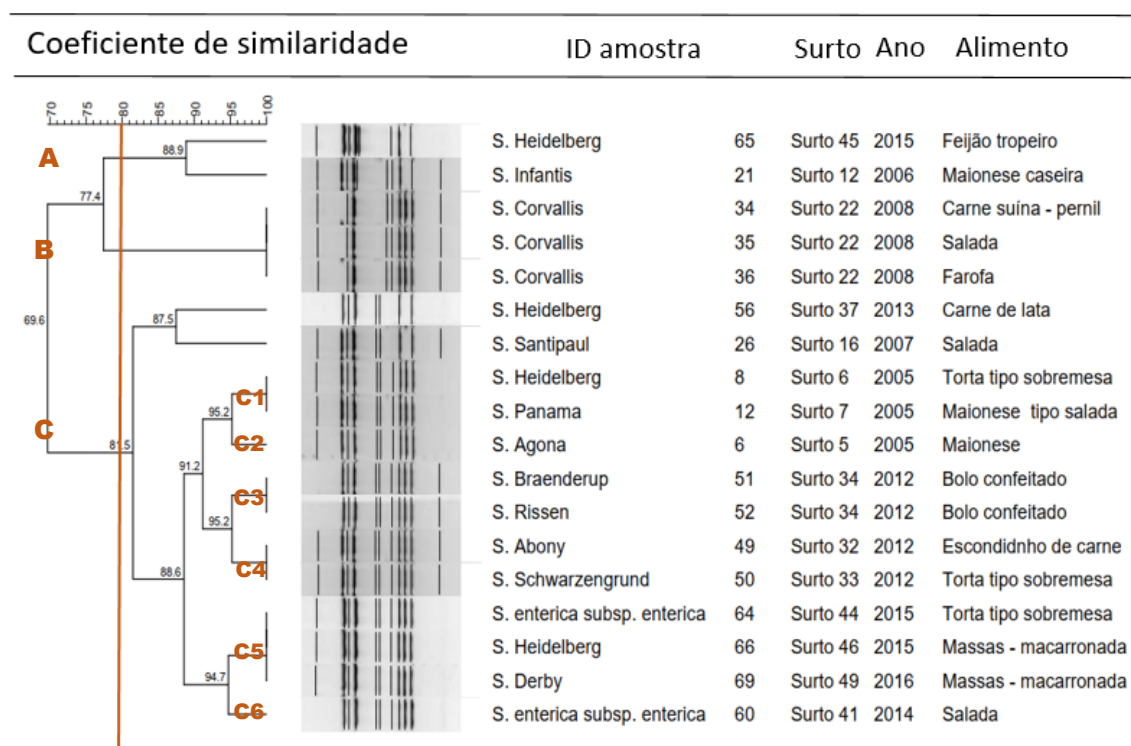 Coeficiente de similaridade ID amostra Surto Ano Alimento
70 75 80 85 90 95 100
A 88.9 S. Heidelberg 65 Surto 45 2015 Feijão tropeiro
S. Infantis 21 Surto 12 2006 Maionese caseira
77.4 S. Corvallis 34 Surto 22 2008 Carne suína - pernil
B S. Corvallis 35 Surto 22 2008 Salada
S. Corvallis 36 Surto 22 2008 Farofa
69.6 87.5 S. Heidelberg 56 Surto 37 2013 Carne de lata
S. Santipaul 26 Surto 16 2007 Salada
C1 S. Heidelberg 8 Surto 6 2005 Torta tipo sobremesa
95.2 S. Panama 12 Surto 7 2005 Maionese tipo salada
C 81.5 C2 S. Agona 6 Surto 5 2005 Maionese
91.2 C3 S. Braenderup 51 Surto 34 2012 Bolo confeitado
95.2 S. Rissen 52 Surto 34 2012 Bolo confeitado
S. Abony 49 Surto 32 2012 Escondidnho de carne
88.6 C4 S. Schwarzengrund 50 Surto 33 2012 Torta tipo sobremesa
S. enterica subsp. enterica 64 Surto 44 2015 Torta tipo sobremesa
C5 S. Heidelberg 66 Surto 46 2015 Massas - macarronada
94.7 S. Derby 69 Surto 49 2016 Massas - macarronada
C6 S. enterica subsp. enterica 60 Surto 41 2014 Salada